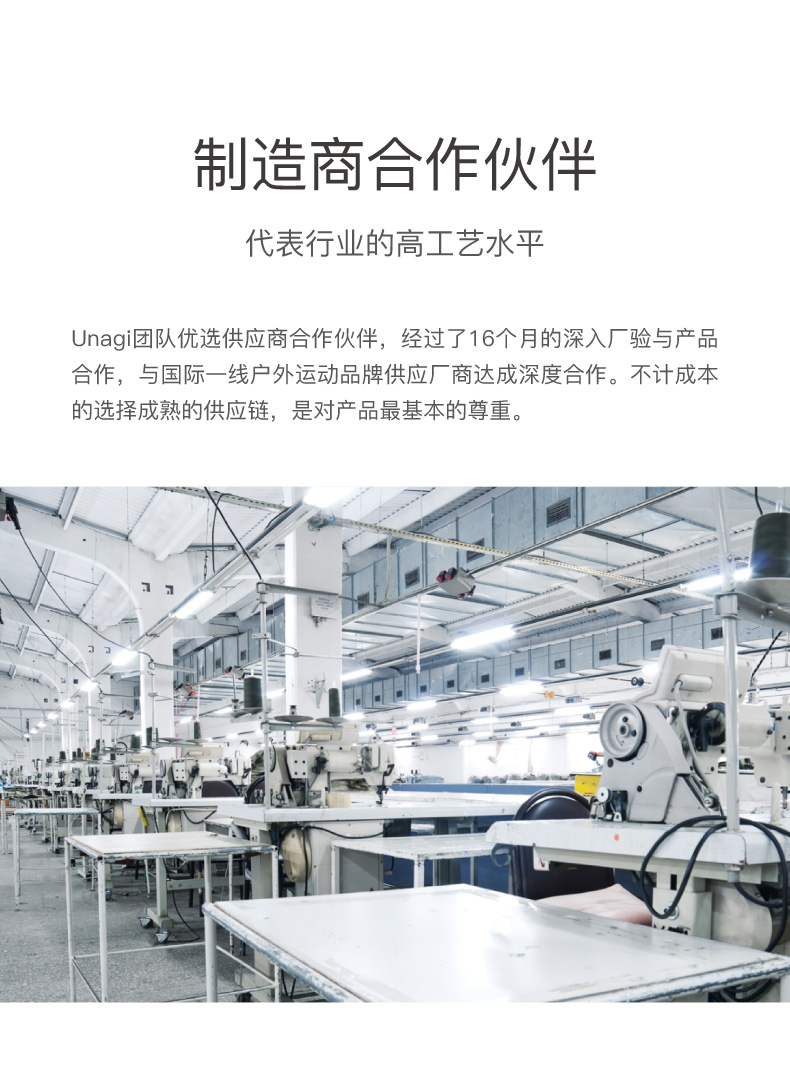 制造商合作伙伴
代表行业的高工艺水平
Unagi团队优选供应商合作伙伴，经过了16个月的深入厂验与产品
合作，与国际一线户外运动品牌供应厂商达成深度合作。不计成本
的选择成熟的供应链，是对产品最基本的尊重。